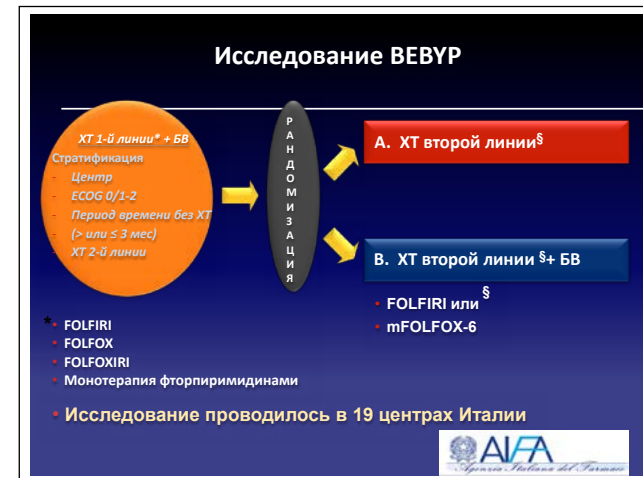 Исследование BEBYP
ХТ 1-й линии* + БВ
Стратификация
- Центр
- ECOG 0/1-2
- Период времени без ХТ
- (> или ≤ 3 мес)
- ХТ 2-й линии
РАНДОМИЗАЦИЯ
A. ХТ второй линии§
B. ХТ второй линии §+ БВ
• FOLFIRI или §
• mFOLFOX-6
*• FOLFIRI
• FOLFOX
• FOLFOXIRI
• Монотерапия фторпиримидинами
• Исследование проводилось в 19 центрах Италии
AIFA
Agenzia Italiana del Farmaco